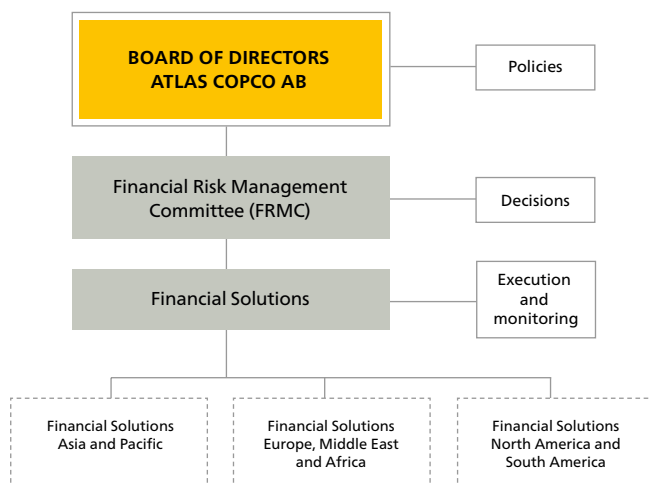 BOARD OF DIRECTORS
ATLAS COPCO AB
Policies
Financial Risk Management
Committee (FRMC)
Decisions
Financial Solutions
Execution
and
monitoring
Financial Solutions
Asia and Pacific
Financial Solutions
Europe, Middle East
and Africa
Financial Solutions
North America and
South America